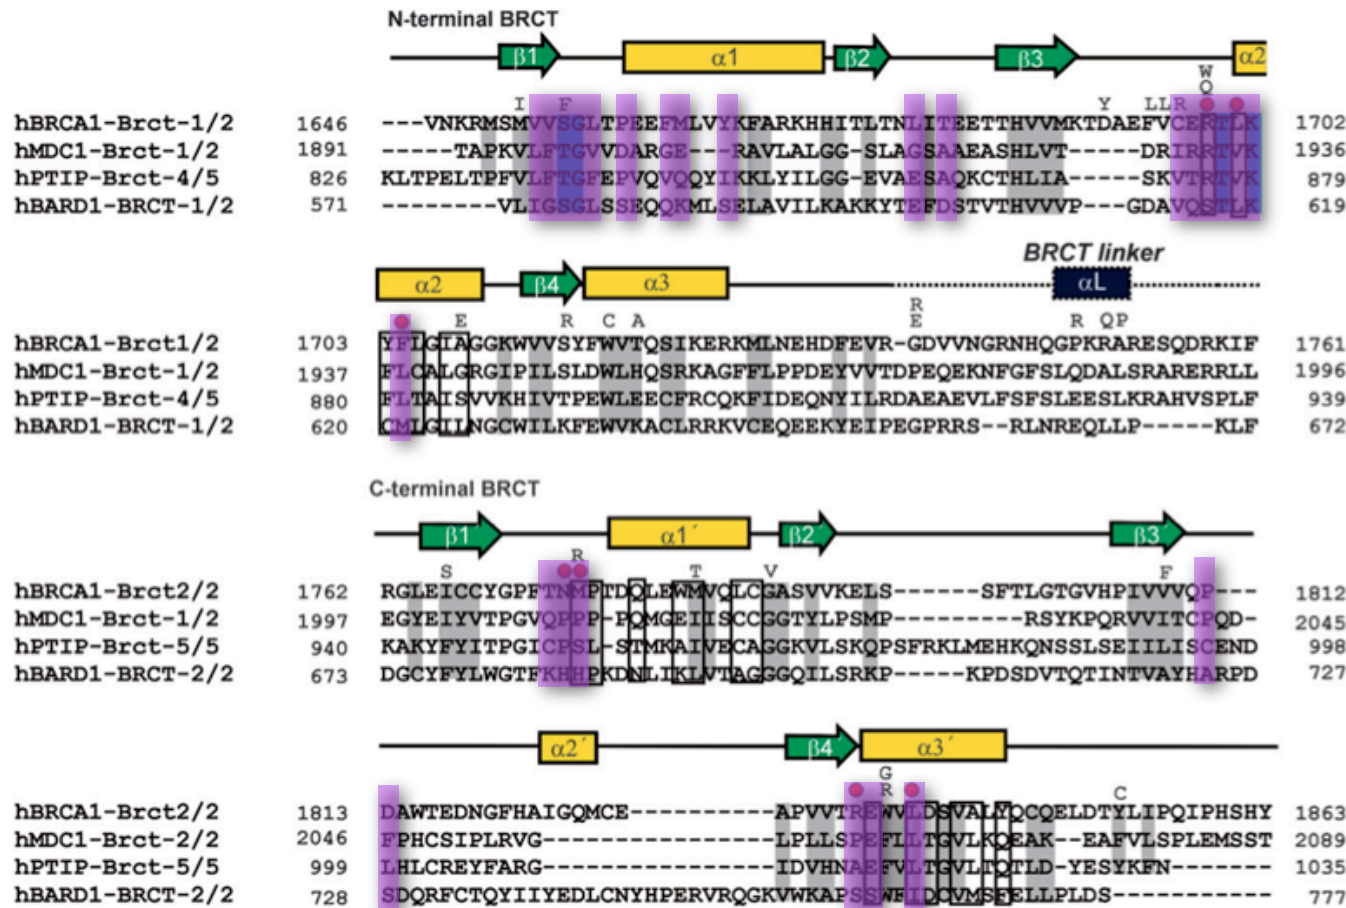 N-terminal BRCT
β1 α1 β2 β3 α2
W
I F Y LLR Q
hBRCA1-Brct-1/2 1646 ---VNKRMSMVVSGLTPEEFMLVYKFARKHHITLTNLITEETTHVVMKTDAEFVCERTLK 1702
hMDC1-Brct-1/2 1891 -----TAPKVLFTGVVDARGE---RAVLALGG-SLAGSAAEASHLVT-----DRIRRTVK 1936
hPTIP-Brct-4/5 826 KLTPELTPFVLFTGFEPVQVQQYIKKLYILGG-EVAESAQKCTHLIA-----SKVTRTVK 879
hBARD1-BRCT-1/2 571 --------VLIGSGLSSEQQKMLSELAVILKAKKYTEFDSTVTHVVVP---GDAVQSTLK 619
BRCT linker
α2 β4 α3 αL
R
E R C A E R QP
hBRCA1-Brct1/2 1703 YFLGIAGGKWVVSYFWVTQSIKERKMLNEHDFEVR-GDVVNGRNHQGPKRARESQDRKIF 1761
hMDC1-Brct-1/2 1937 FLCALGRGIPILSLDWLHQSRKAGFFLPPDEYVVTDPEQEKNFGFSLQDALSRARERRLL 1996
hPTIP-Brct-4/5 880 FLTAISVVKHIVTPEWLEECFRCQKFIDEQNYILRDAEAEVLFSFSLEESLKRAHVSPLF 939
hBARD1-BRCT-1/2 620 CMLGILNGCWILKFEWVKACLRRKVCEQEEKYEIPEGPRRS--RLNREQLLP-----KLF 672
C-terminal BRCT
β1´ α1´ β2´ β3´
R
S T V F
hBRCA1-Brct2/2 1762 RGLEICCYGPFTNMPTDQLEWMVQLCGASVVKELS------SFTLGTGVHPIVVVQP--- 1812
hMDC1-Brct-1/2 1997 EGYEIYVTPGVQPPP-PQMGEIISCCGGTYLPSMP---------RSYKPQRVVITCPQD- 2045
hPTIP-Brct-5/5 940 KAKYFYITPGICPSL-STMKAIVECAGGKVLSKQPSFRKLMEHKQNSSLSEIILISCEND 998
hBARD1-BRCT-2/2 673 DGCYFYLWGTFKHHPKDNLIKLVTAGGGQILSRKP-----KPDSDVTQTINTVAYHARPD 727
α2´ β4´ α3´
G
R C
hBRCA1-Brct2/2 1813 DAWTEDNGFHAIGQMCE----------APVVTREWVLDSVALYQCQELDTYLIPQIPHSHY 1863
hMDC1-Brct-2/2 2046 FPHCSIPLRVG----------------LPLLSPEFLLTGVLKQEAK--EAFVLSPLEMSST 2089
hPTIP-Brct-5/5 999 LHLCREYFARG----------------IDVHNAEFVLTGVLTQTLD-YESYKFN------- 1035
hBARD1-BRCT-2/2 728 SDQRFCTQYIIYEDLCNYHPERVRQGKVWKAPSSWFIDCVMSFELLPLDS----------- 777